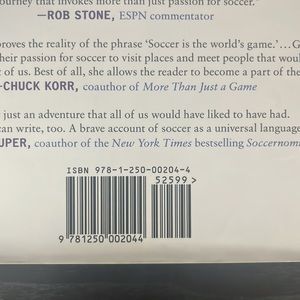 ourney that invokes more than just passion for soccer."
—ROB STONE, ESPN commentator
proves the reality of the phrase 'Soccer is the world's game.'…G
their passion for soccer to visit places and meet people that would
t of us. Best of all, she allows the reader to become a part of the
—CHUCK KORR, coauthor of More Than Just a Game
just an adventure that all of us would have liked to have had.
can write, too. A brave account of soccer as a universal language
UPER, coauthor of the New York Times bestselling Soccernom
ISBN 978-1-250-00204-4
52599>
9 781250 002044